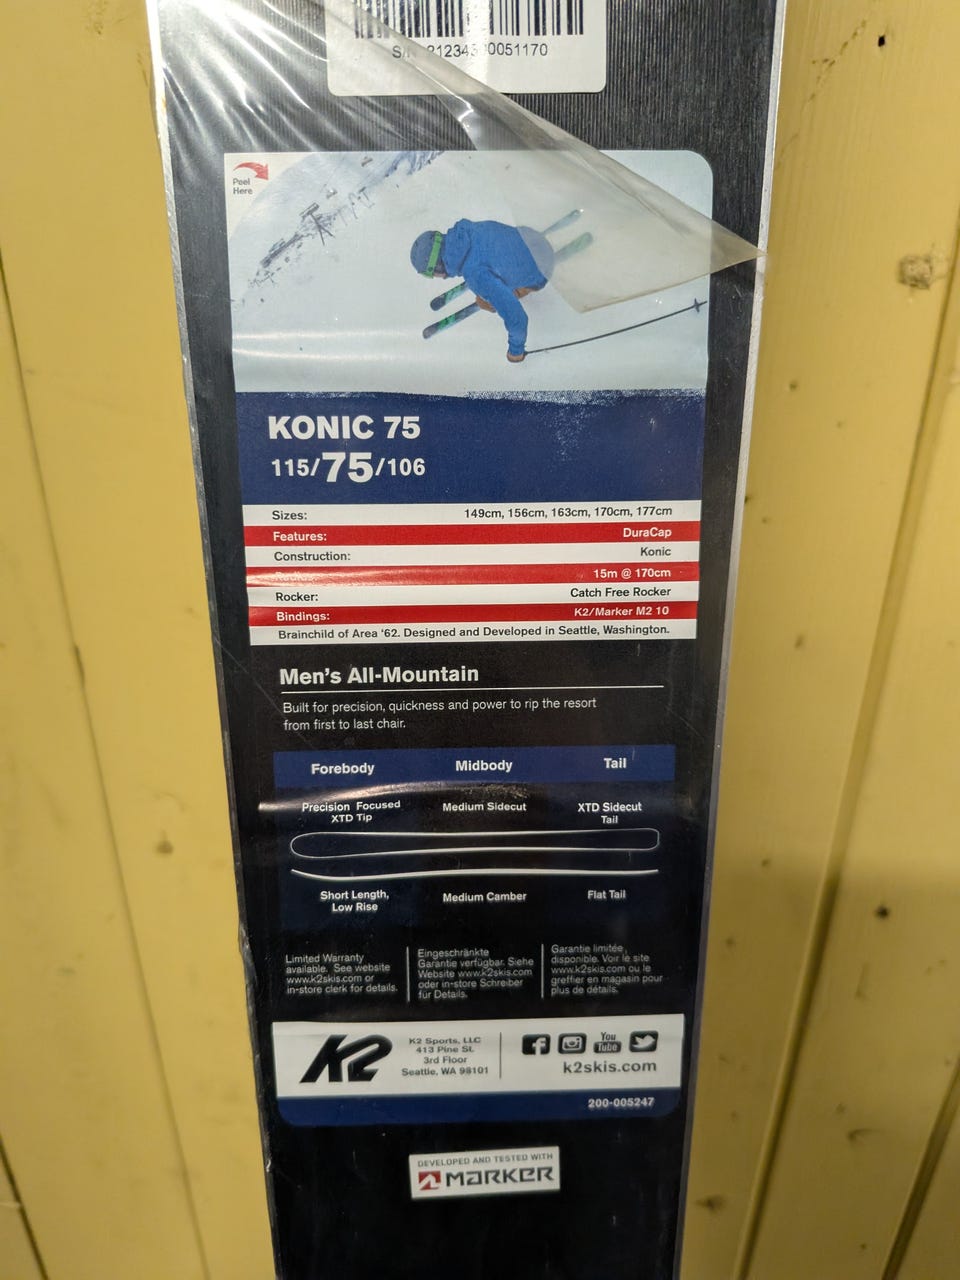 Peel
Here
KONIC 75
115/75/106
Sizes: 149cm, 156cm, 163cm, 170cm, 177cm
Features: DuraCap
Construction: Konic
Radius: 15m @ 170cm
Rocker: Catch Free Rocker
Bindings: K2/Marker M2 10
Brainchild of Area '62. Designed and Developed in Seattle, Washington.
Men's All-Mountain
Built for precision, quickness and power to rip the resort
from first to last chair.
Forebody Midbody Tail
Precision Focused
XTD Tip
Medium Sidecut
XTD Sidecut
Tail
Short Length,
Low Rise
Medium Camber
Flat Tail
Limited Warranty
available. See website
www.k2skis.com or
in-store clerk for details.
Eingeschränkte
Garantie verfügbar. Siehe
Website www.k2skis.com
oder in-store Schreiber
für Details.
Garantie limitée
disponible. Voir le site
www.k2skis.com ou le
greffier en magasin pour
plus de détails.
K2
K2 Sports, LLC
413 Pine St.
3rd Floor
Seattle, WA 98101
You
Tube
k2skis.com
200-005247
DEVELOPED AND TESTED WITH
MARKER